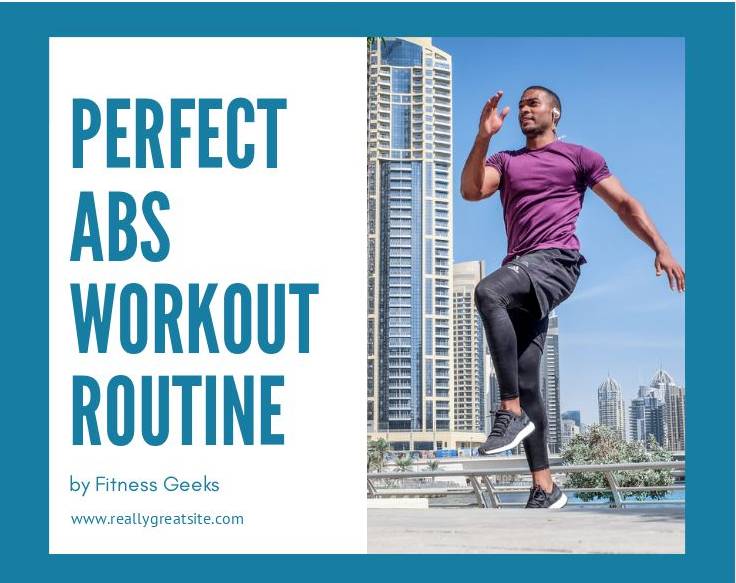 PERFECT
ABS
WORKOUT
ROUTINE
by Fitness Geeks
www.reallygreatsite.com